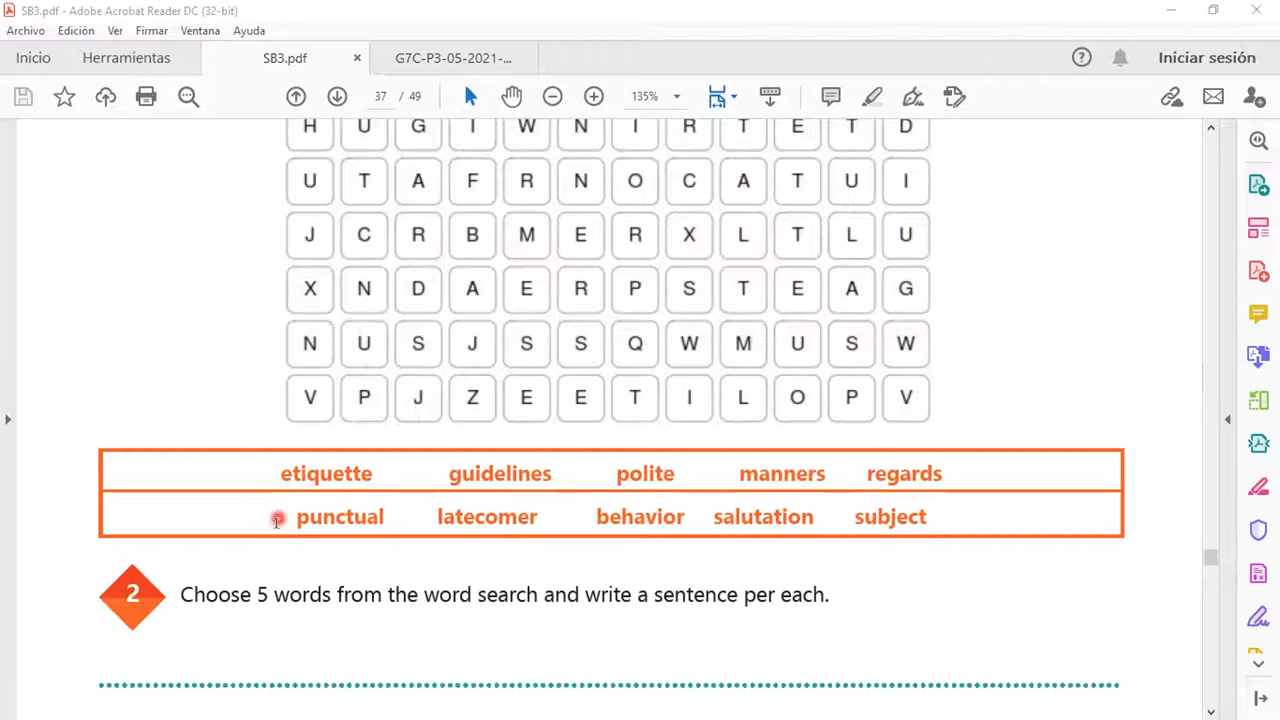 SB3.pdf - Adobe Acrobat Reader DC (32-bit)
Archivo Edición Ver Firmar Ventana Ayuda
Inicio Herramientas SB3.pdf × G7C-P3-05-2021-... Iniciar sesión
37 / 49 135%
H U G I W N I R T E T D
U T A F R N O C A T U I
J C R B M E R X L T L U
X N D A E R P S T E A G
N U S J S S Q W M U S W
V P J Z E E T I L O P V
etiquette guidelines polite manners regards
punctual latecomer behavior salutation subject
2 Choose 5 words from the word search and write a sentence per each.